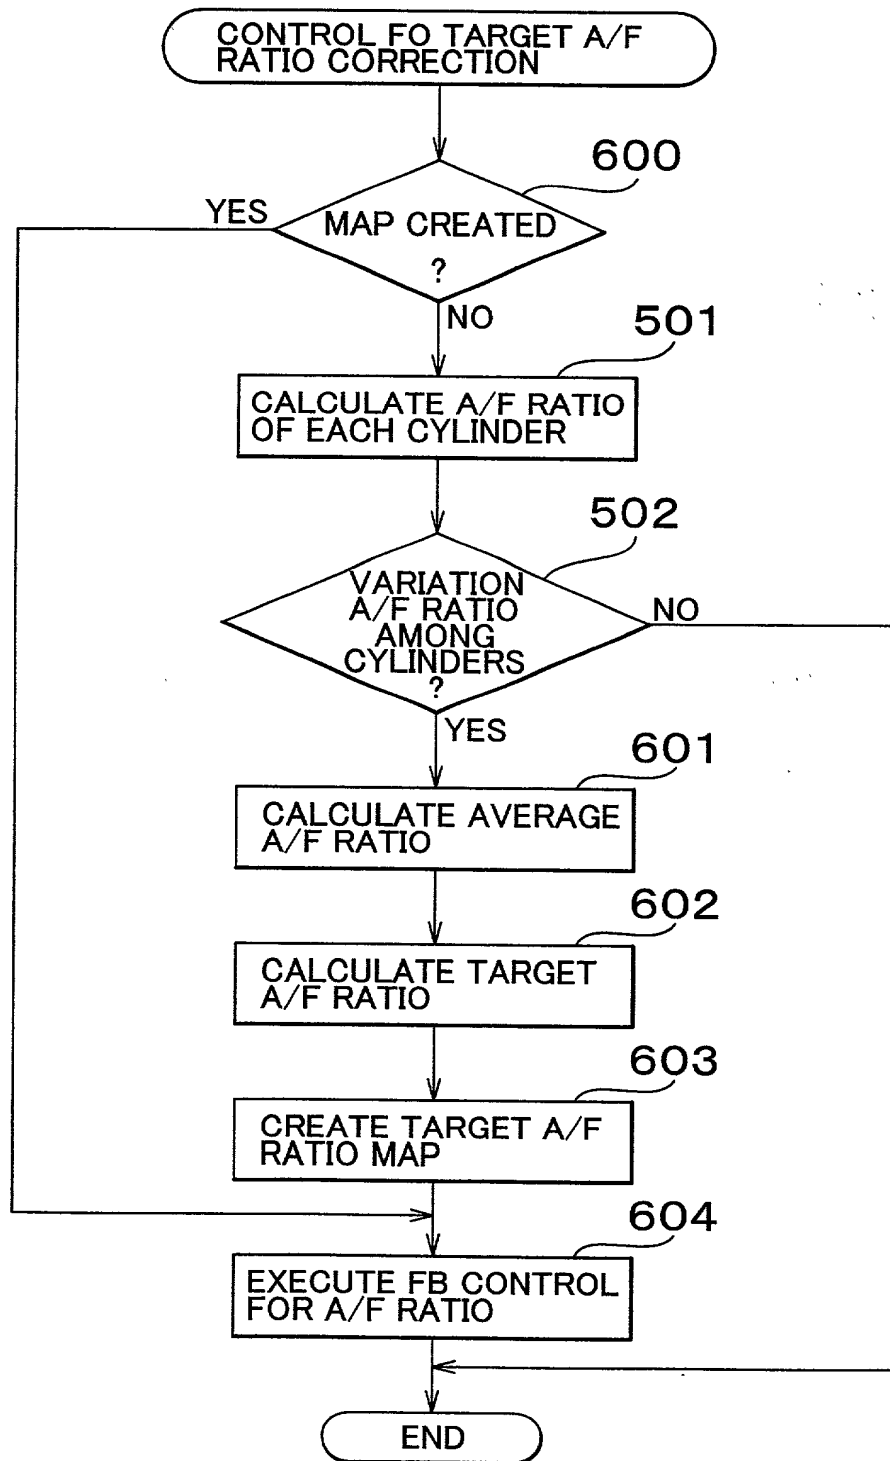 CONTROL FO TARGET A/F
RATIO CORRECTION
600
YES
MAP CREATED
?
NO
501
CALCULATE A/F RATIO
OF EACH CYLINDER
502
VARIATION
A/F RATIO
AMONG
CYLINDERS
?
NO
YES
601
CALCULATE AVERAGE
A/F RATIO
602
CALCULATE TARGET
A/F RATIO
603
CREATE TARGET A/F
RATIO MAP
604
EXECUTE FB CONTROL
FOR A/F RATIO
END